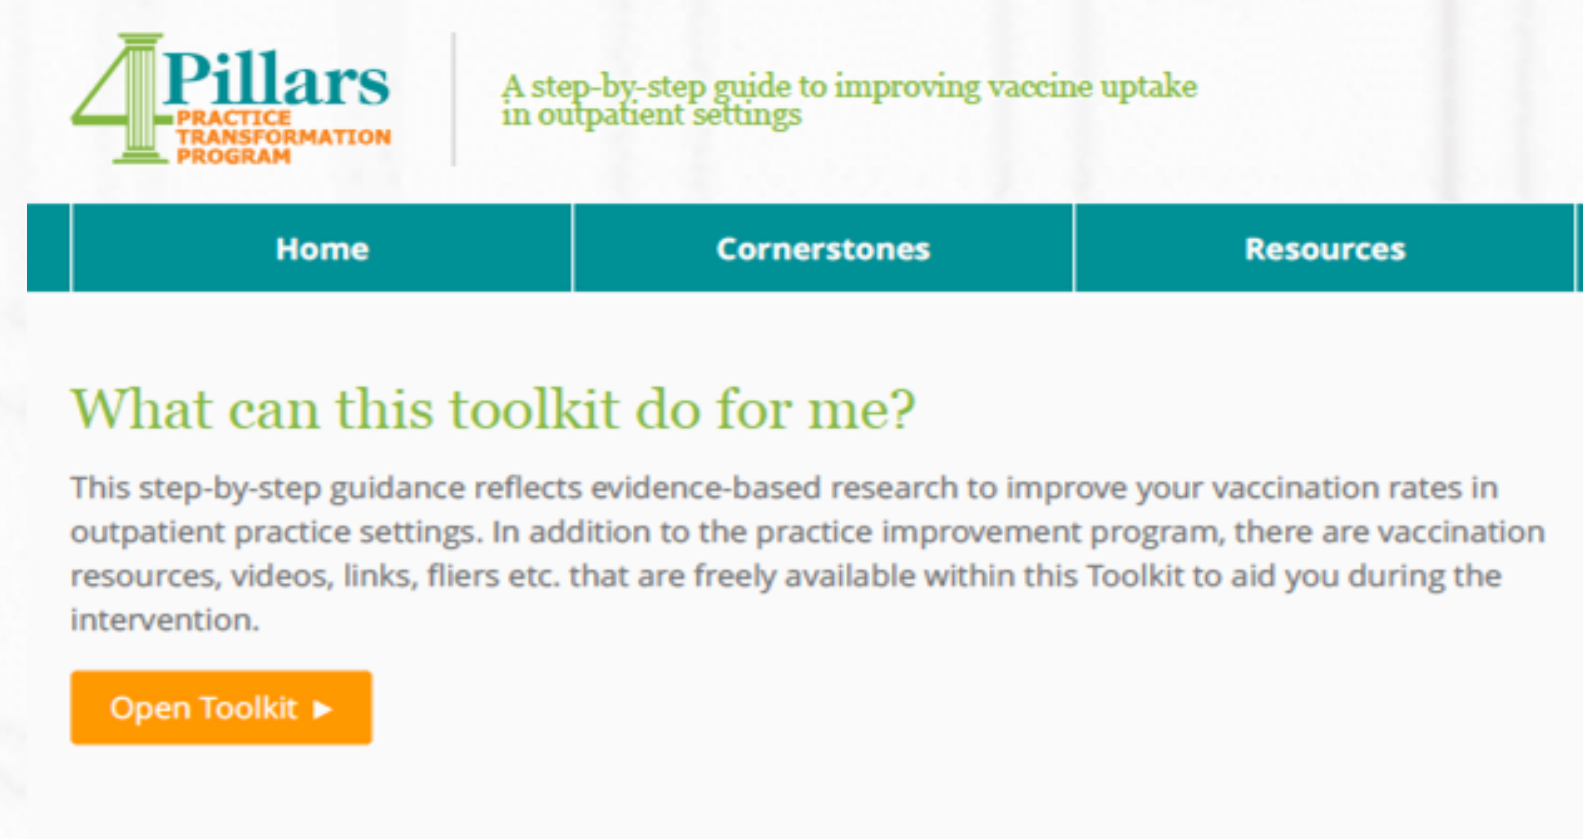 4 Pillars
PRACTICE
TRANSFORMATION
PROGRAM
A step-by-step guide to improving vaccine uptake
in outpatient settings
Home
Cornerstones
Resources
What can this toolkit do for me?
This step-by-step guidance reflects evidence-based research to improve your vaccination rates in
outpatient practice settings. In addition to the practice improvement program, there are vaccination
resources, videos, links, fliers etc. that are freely available within this Toolkit to aid you during the
intervention.
Open Toolkit ►